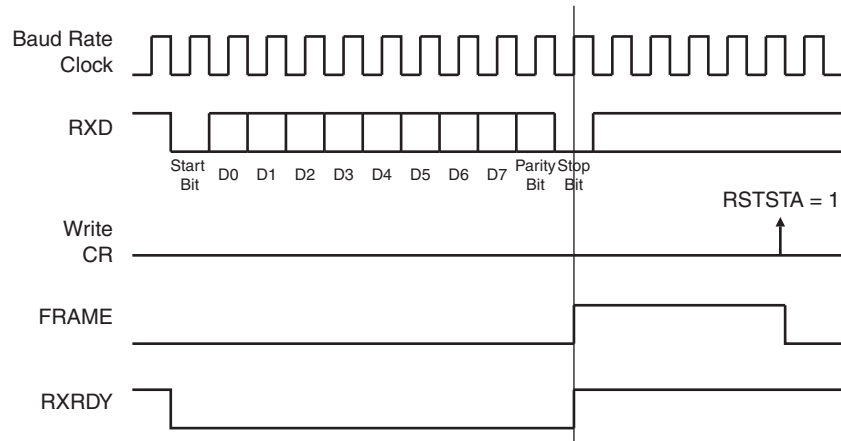 Baud Rate
Clock
RXD
Start
Bit
D0
D1
D2
D3
D4
D5
D6
D7
Parity
Bit
Stop
Bit
RSTSTA = 1
Write
CR
FRAME
RXRDY